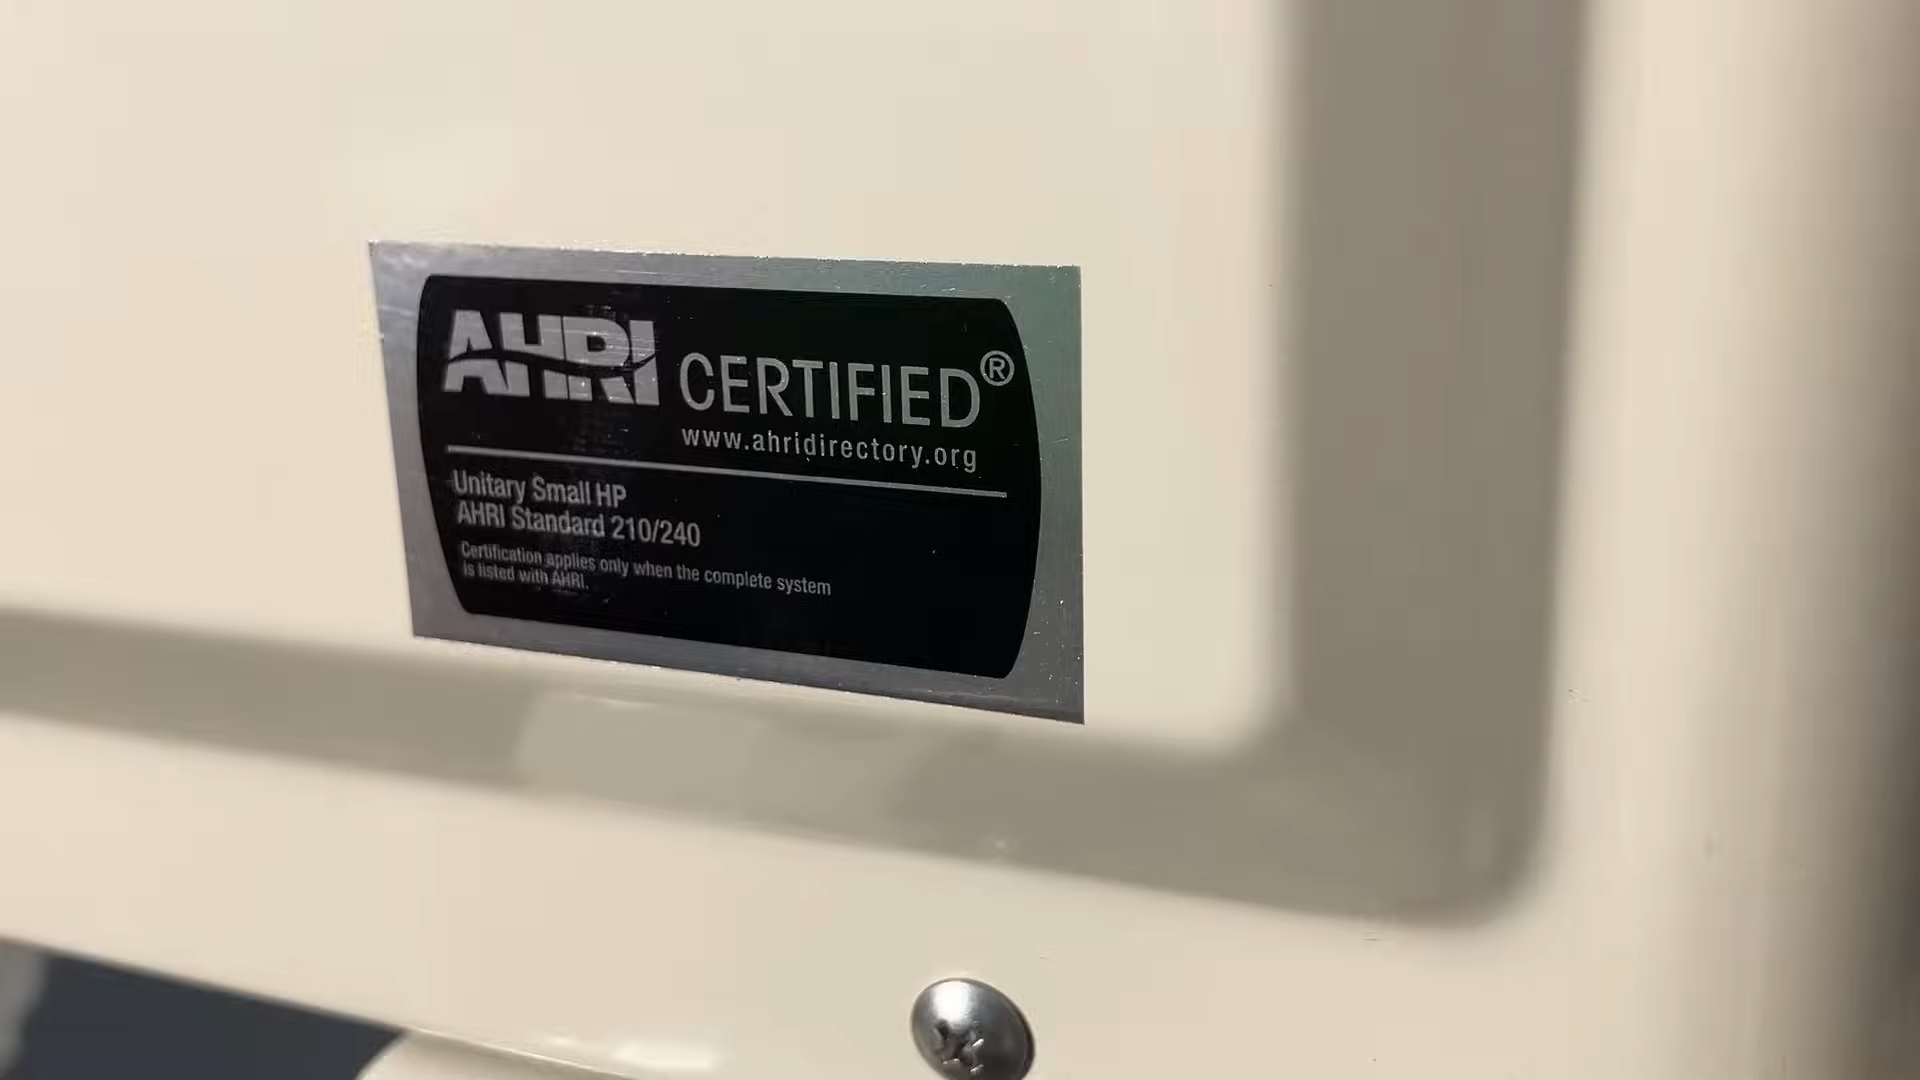 AHRI CERTIFIED®
www.ahridirectory.org
Unitary Small HP
AHRI Standard 210/240
Certification applies only when the complete system
is listed with AHRI.